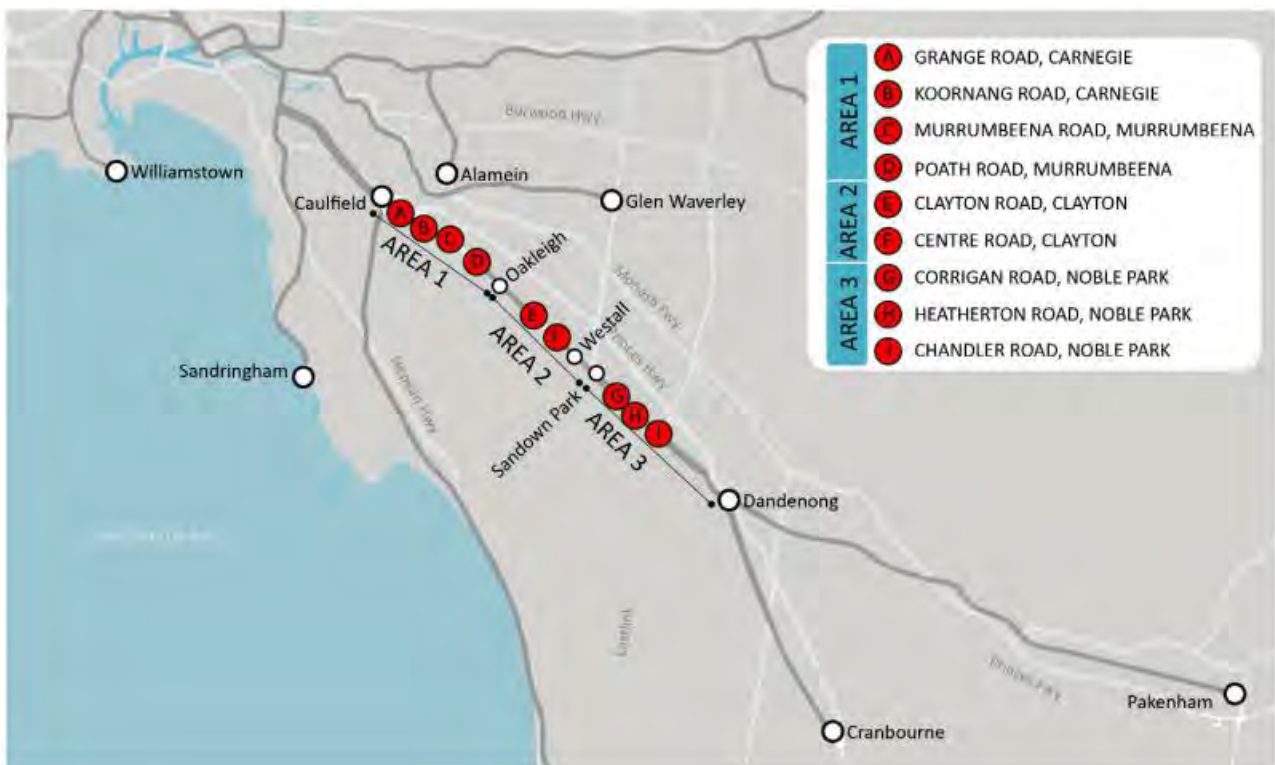 AREA 1
A GRANGE ROAD, CARNEGIE
B KOORNANG ROAD, CARNEGIE
C MURRUMBEENA ROAD, MURRUMBEENA
D POATH ROAD, MURRUMBEENA
AREA 2
E CLAYTON ROAD, CLAYTON
F CENTRE ROAD, CLAYTON
AREA 3
G CORRIGAN ROAD, NOBLE PARK
H HEATHERTON ROAD, NOBLE PARK
I CHANDLER ROAD, NOBLE PARK
Burwood Hwy
Williamstown
Alamein
Glen Waverley
Caulfield
A
B
C
D
AREA 1
Oakleigh
Monash Fwy
E
F
Westall
AREA 2
Princes Hwy
Sandringham
Nepean Hwy
Sandown Park
G
H
I
AREA 3
Dandenong
Eastlink
Princes Fwy
Pakenham
Cranbourne